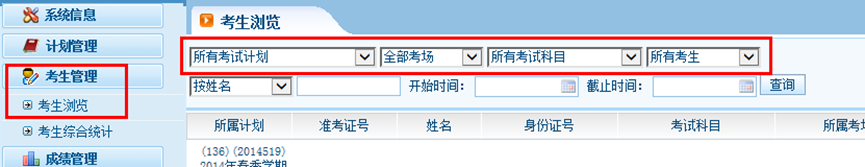 系统信息
计划管理
考生管理
考生浏览
考生综合统计
成绩管理
考生浏览
所有考试计划 全部考场 所有考试科目 所有考生
按姓名 开始时间： 截止时间： 查询
所属计划 准考证号 姓名 身份证号 考试科目 所属考
(136)(2014519)
2014年春季学期